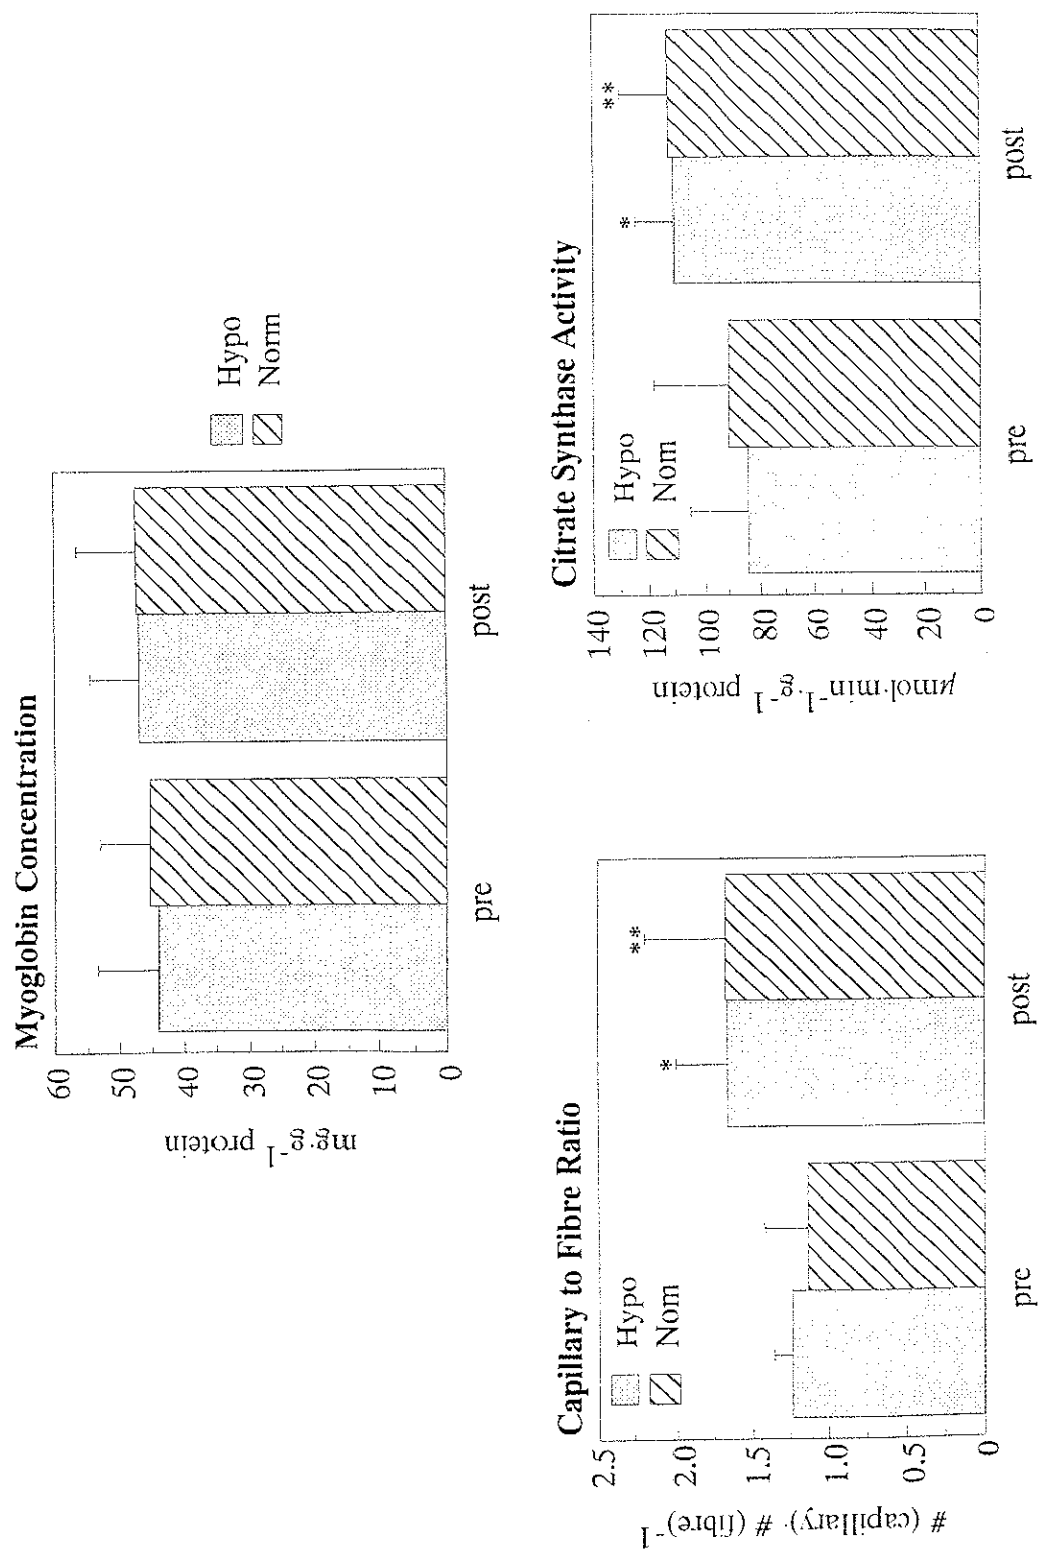 Myoglobin Concentration
60
50
40
30
20
10
0
mg·g⁻¹ protein
pre
post
Hypo
Norm
Capillary to Fibre Ratio
2.5
2.0
1.5
1.0
0.5
0
# (capillary)· # (fibre)⁻¹
Hypo
Nom
*
**
pre
post
Citrate Synthase Activity
140
120
100
80
60
40
20
0
µmol·min⁻¹·g⁻¹ protein
Hypo
Nom
*
**
pre
post